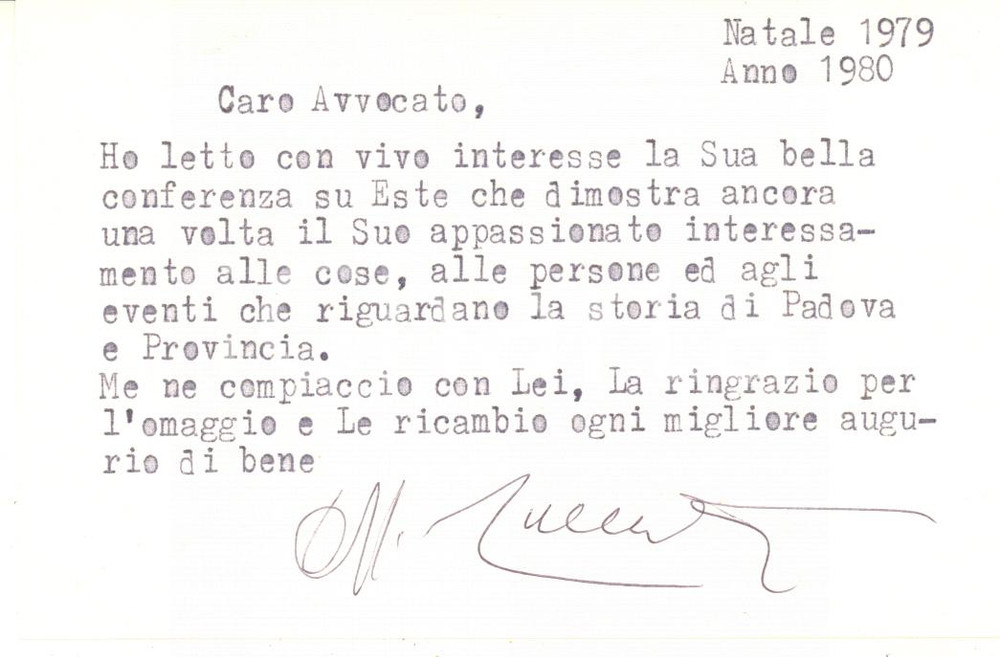 Natale 1979
Anno 1980
Caro Avvocato,
Ho letto con vivo interesse la Sua bella
conferenza su Este che dimostra ancora
una volta il Suo appassionato interessa-
mento alle cose, alle persone ed agli
eventi che riguardano la storia di Padova
e Provincia.
Me ne compiaccio con Lei, La ringrazio per
l'omaggio e Le ricambio ogni migliore augu-
rio di bene